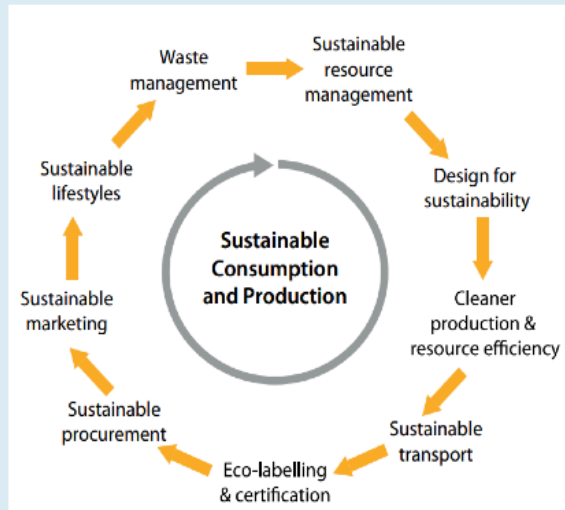 Waste
management
Sustainable
resource
management
Design for
sustainability
Cleaner
production &
resource efficiency
Sustainable
transport
Eco-labelling
& certification
Sustainable
procurement
Sustainable
marketing
Sustainable
lifestyles
Sustainable
Consumption
and Production